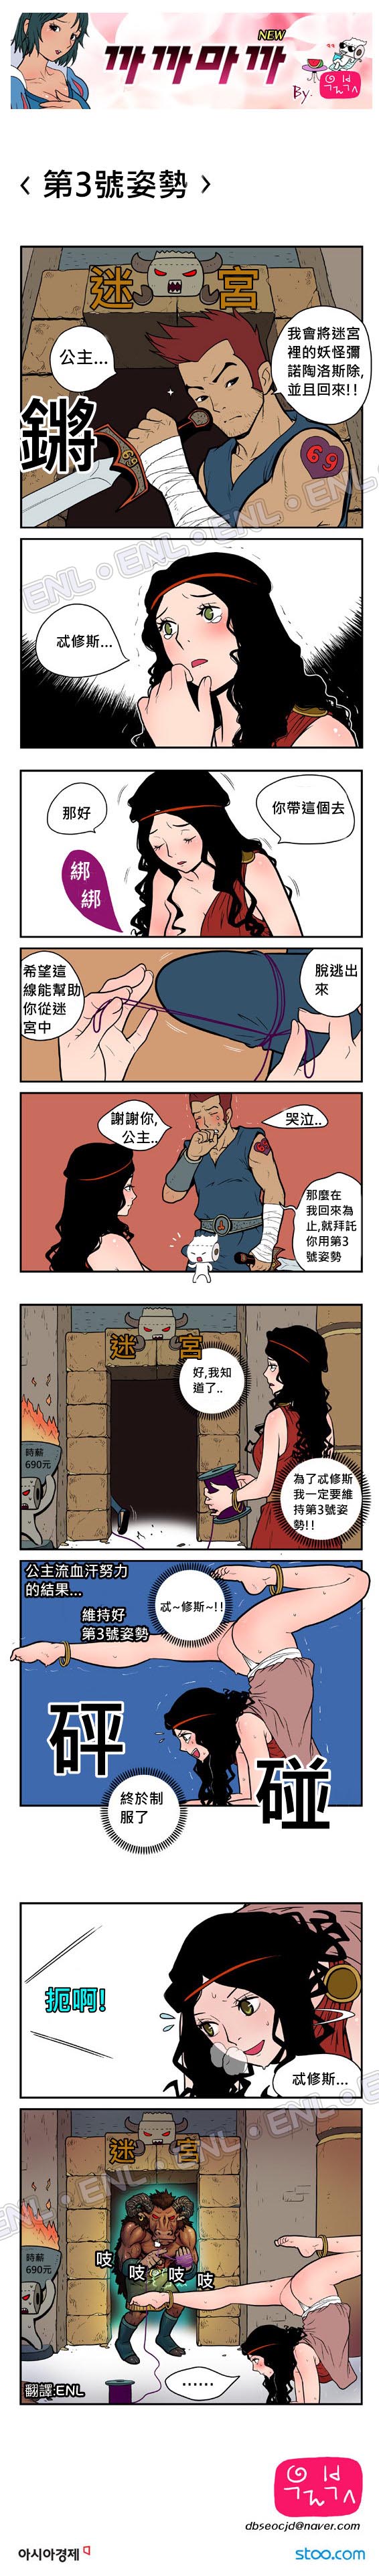 NEW
까까마까
By.
< 第3號姿勢 >
迷宮
公主...
我會將迷宮
裡的妖怪彌
諾陶洛斯除,
並且回來!!
鏘
69
69
ENL
ENL
ENL
ENL
忒修斯...
那好
你帶這個去
綁
綁
希望這
線能幫助
你從迷
宮中
脫逃出
來
謝謝你,
公主..
哭泣..
那麼在
我回來為
止,就拜託
你用第3
號姿勢
迷宮
好,我知
道了..
時薪
690元
為了忒修斯
我一定要維
持第3號姿
勢!!
公主流血汗努力
的結果...
維持好
第3號姿勢
忒~修斯~!!
砰
碰
終於制
服了
扼啊!
忒修斯...
ENL
ENL
ENL
ENL
迷宮
時薪
690元
吱
吱
吱
吱
......
翻譯:ENL
dbseocjd@naver.com
아시아경제
stoo.com